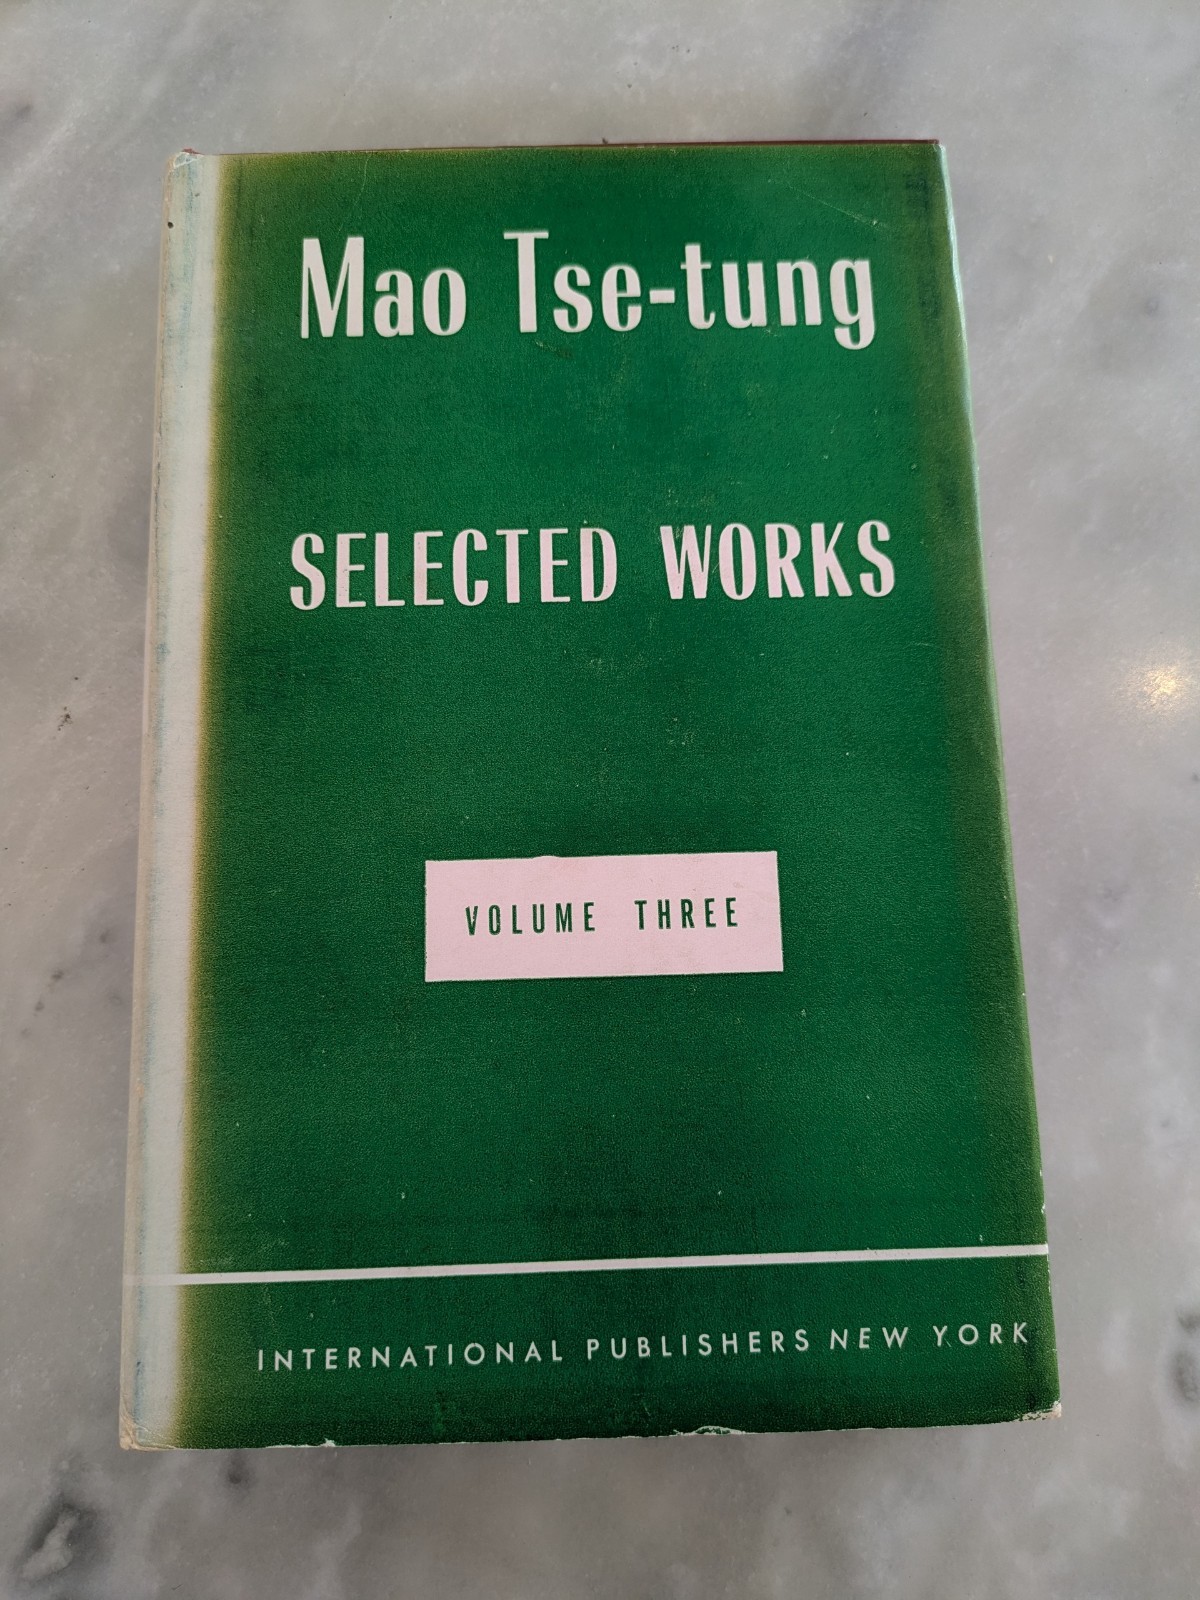 Mao Tse-tung
SELECTED WORKS
VOLUME THREE
INTERNATIONAL PUBLISHERS NEW YORK